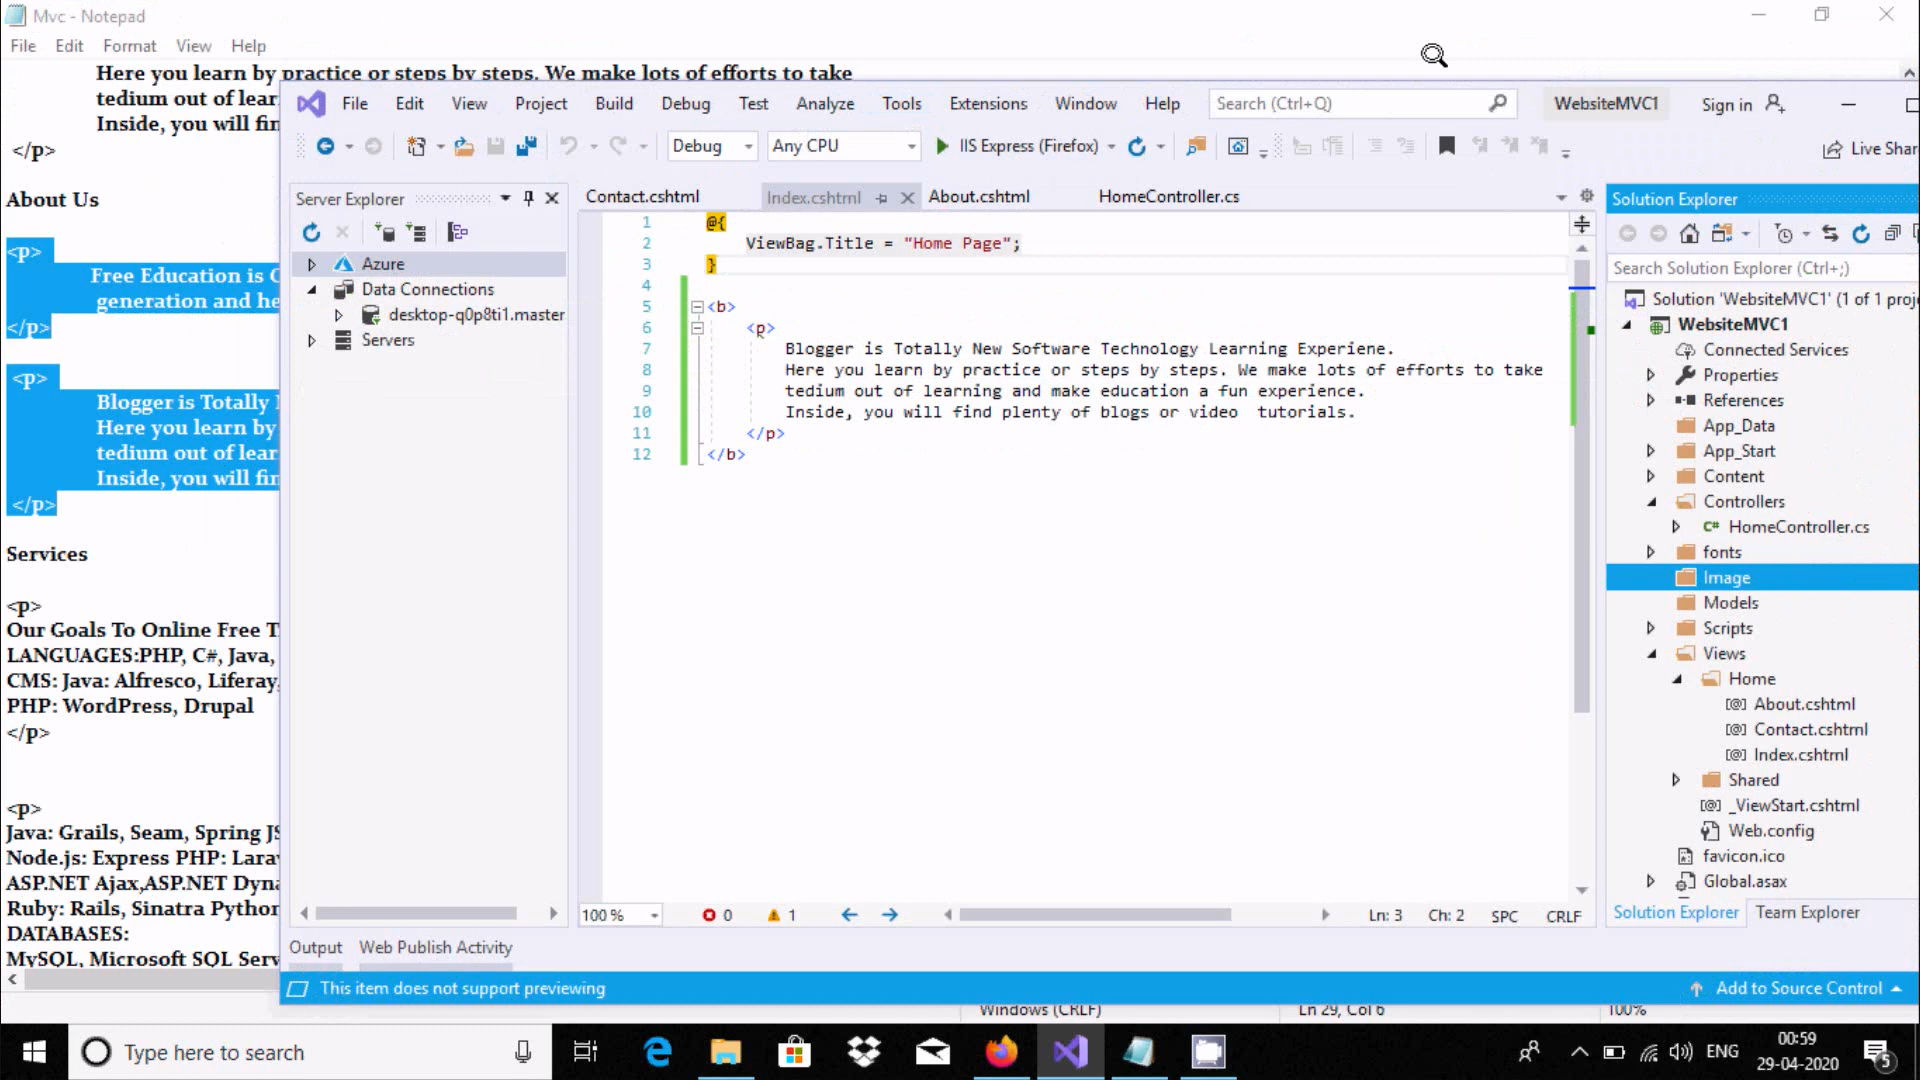 Mvc - Notepad
File Edit Format View Help
Here you learn by practice or steps by steps. We make lots of efforts to take
tedium out of lear
Inside, you will fin
</p>
About Us
<p>
Free Education is
generation and he
</p>
<p>
Blogger is Totally
Here you learn by
tedium out of lear
Inside, you will fin
</p>
Services
<p>
Our Goals To Online Free T
LANGUAGES:PHP, C#, Java,
CMS: Java: Alfresco, Liferay,
PHP: WordPress, Drupal
</p>
<p>
Java: Grails, Seam, Spring JS
Node.js: Express PHP: Lara
ASP.NET Ajax,ASP.NET Dyna
Ruby: Rails, Sinatra Python
DATABASES:
MySQL, Microsoft SQL Serv
File Edit View Project Build Debug Test Analyze Tools Extensions Window Help Search (Ctrl+Q) WebsiteMVC1 Sign in
Debug Any CPU IIS Express (Firefox) Live Shar
Server Explorer
Azure
Data Connections
desktop-q0p8ti1.master
Servers
Contact.cshtml Index.cshtml About.cshtml HomeController.cs
1 @{
2 ViewBag.Title = "Home Page";
3 }
4
5 <b>
6 <p>
7 Blogger is Totally New Software Technology Learning Experiene.
8 Here you learn by practice or steps by steps. We make lots of efforts to take
9 tedium out of learning and make education a fun experience.
10 Inside, you will find plenty of blogs or video tutorials.
11 </p>
12 </b>
100 % 0 1 Ln: 3 Ch: 2 SPC CRLF
Solution Explorer
Search Solution Explorer (Ctrl+;)
Solution 'WebsiteMVC1' (1 of 1 proje
WebsiteMVC1
Connected Services
Properties
References
App_Data
App_Start
Content
Controllers
C# HomeController.cs
fonts
Image
Models
Scripts
Views
Home
About.cshtml
Contact.cshtml
Index.cshtml
Shared
_ViewStart.cshtml
Web.config
favicon.ico
Global.asax
Solution Explorer Team Explorer
Output Web Publish Activity
This item does not support previewing Add to Source Control
Windows (CRLF) Ln 29, Col 6 100%
Type here to search ENG 00:59
29-04-2020 5